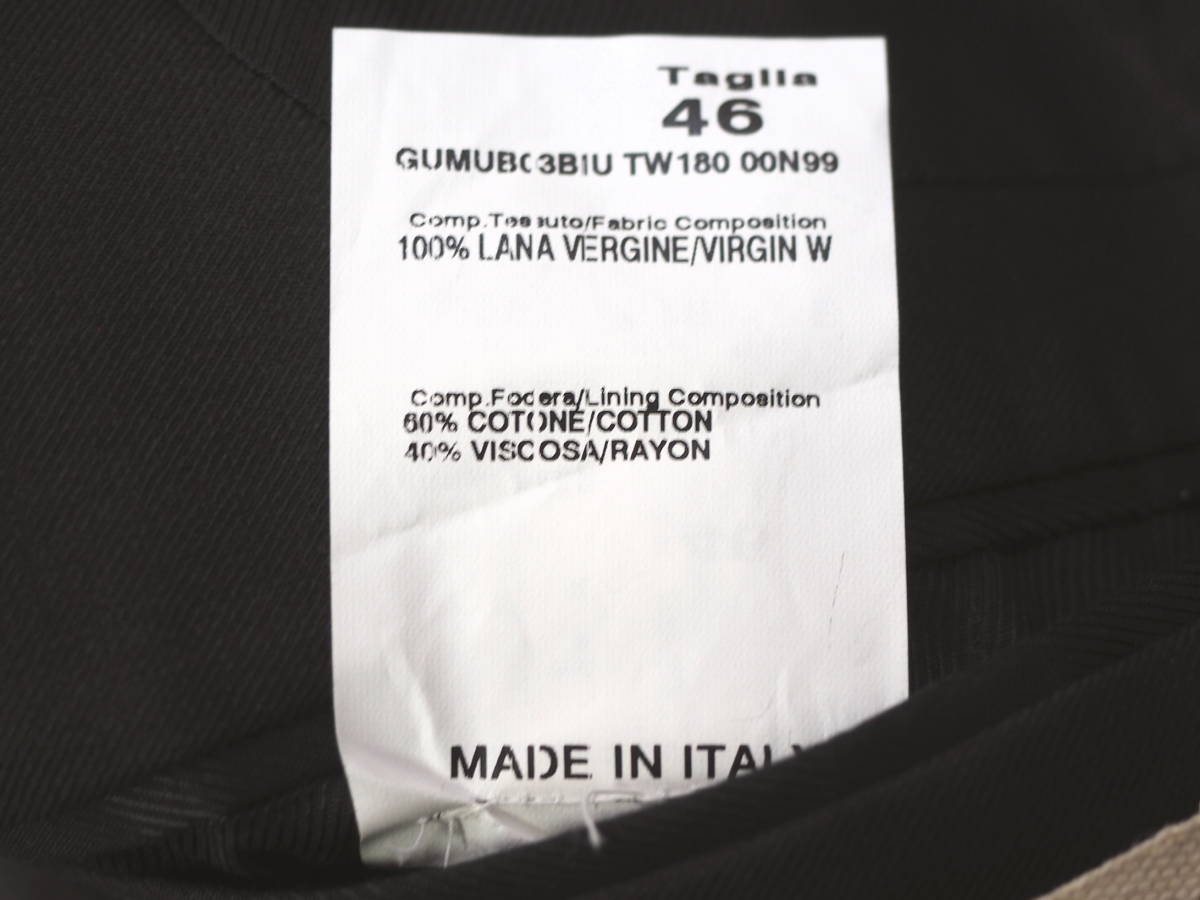 Taglia
46
GUMUB03BIU TW180 00N99
Comp.Tessuto/Fabric Composition
100% LANA VERGINE/VIRGIN W
Comp.Fodera/Lining Composition
60% COTONE/COTTON
40% VISCOSA/RAYON
MADE IN ITALY